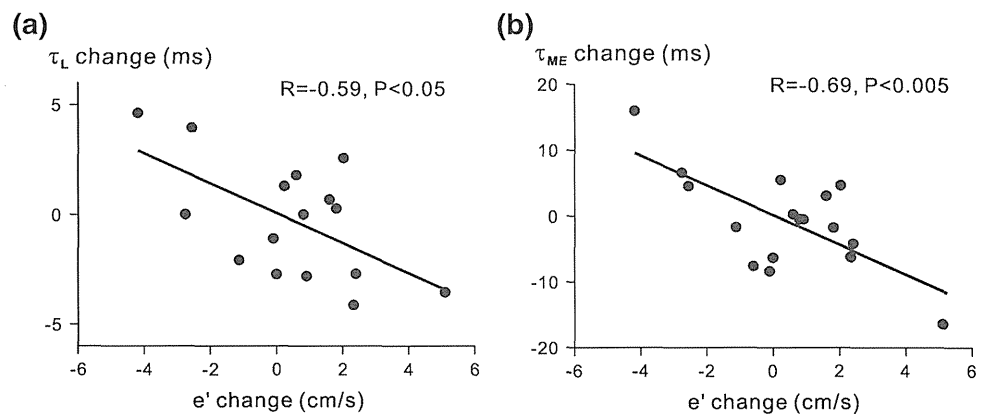 (a)
τL change (ms)
R=-0.59, P<0.05
5
0
-5
-6 -4 -2 0 2 4 6
e' change (cm/s)
(b)
τME change (ms)
R=-0.69, P<0.005
20
10
0
-10
-20
-6 -4 -2 0 2 4 6
e' change (cm/s)